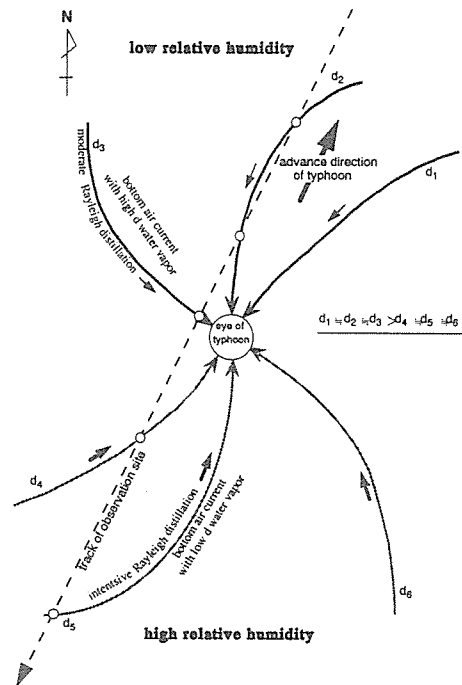 N
low relative humidity
d2
d3
d1
advance direction
of typhoon
moderate Rayleigh distillation
bottom air current
with high d water vapor
eye of
typhoon
d1 ≒d2 ≒d3 >d4 ≒d5 ≒d6
d4
Track of observation site
intentsive Rayleigh distillation
bottom air current
with low d water vapor
d6
d5
high relative humidity